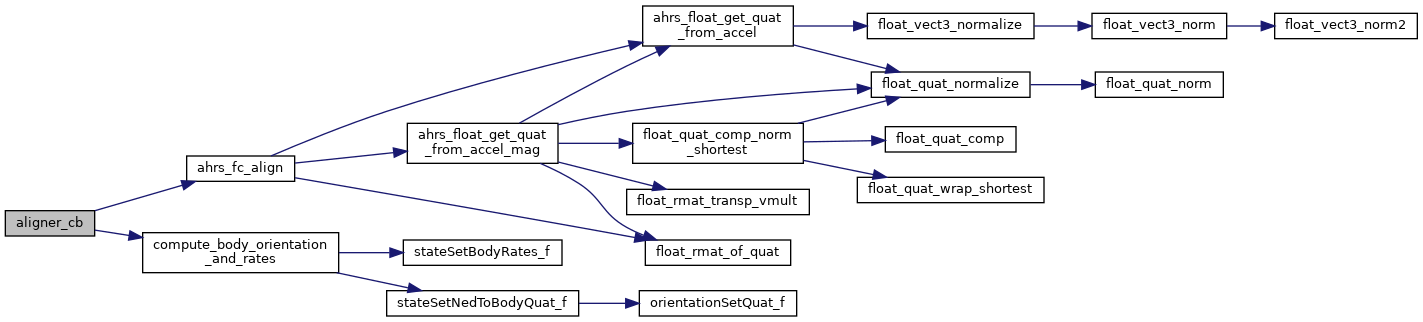 aligner_cb
ahrs_fc_align
compute_body_orientation
_and_rates
ahrs_float_get_quat
_from_accel_mag
stateSetBodyRates_f
stateSetNedToBodyQuat_f
ahrs_float_get_quat
_from_accel
float_quat_comp_norm
_shortest
float_rmat_transp_vmult
float_rmat_of_quat
orientationSetQuat_f
float_vect3_normalize
float_quat_normalize
float_quat_comp
float_quat_wrap_shortest
float_vect3_norm
float_quat_norm
float_vect3_norm2